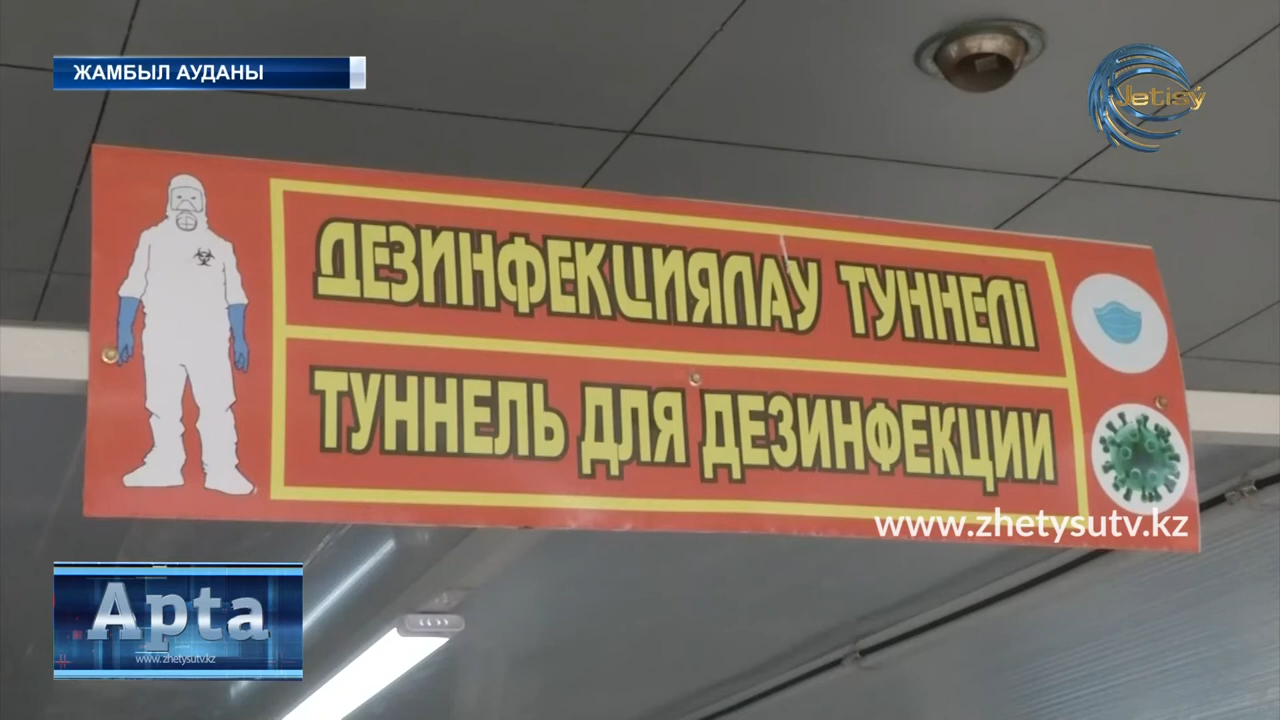 ЖАМБЫЛ АУДАНЫ
Jetisý
ДЕЗИНФЕКЦИЯЛАУ ТУННЕЛІ
ТУННЕЛЬ ДЛЯ ДЕЗИНФЕКЦИИ
www.zhetysutv.kz
Apta
www.zhetysutv.kz